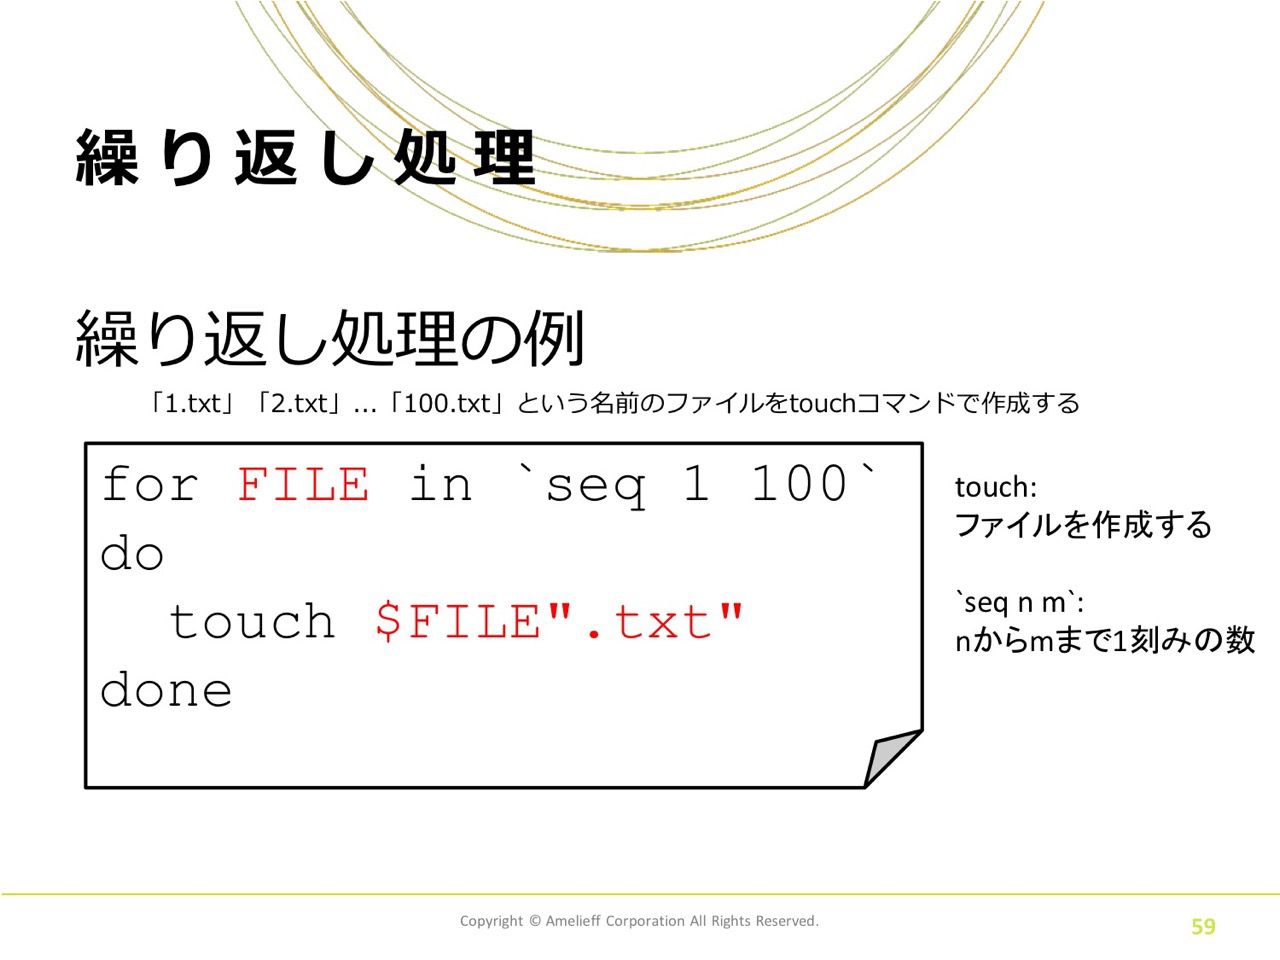 繰り返し処理
繰り返し処理の例
「1.txt」「2.txt」...「100.txt」という名前のファイルをtouchコマンドで作成する
for FILE in `seq 1 100`
do
  touch $FILE".txt"
done
touch:
ファイルを作成する
`seq n m`:
nからmまで1刻みの数
Copyright © Amelieff Corporation All Rights Reserved.
59